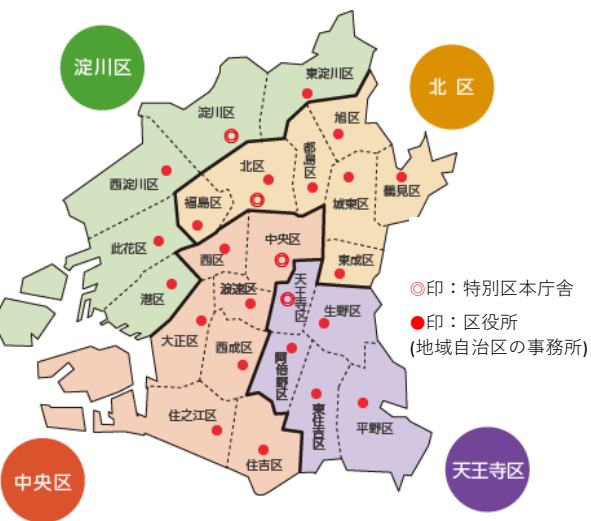 淀川区
北 区
東淀川区
淀川区
旭区
都島区
北区
西淀川区
城東区
鶴見区
福島区
此花区
中央区
西区
東成区
天王寺区
港区
浪速区
生野区
大正区
西成区
阿倍野区
住之江区
東住吉区
平野区
住吉区
◎印：特別区本庁舎
●印：区役所
(地域自治区の事務所)
中央区
天王寺区